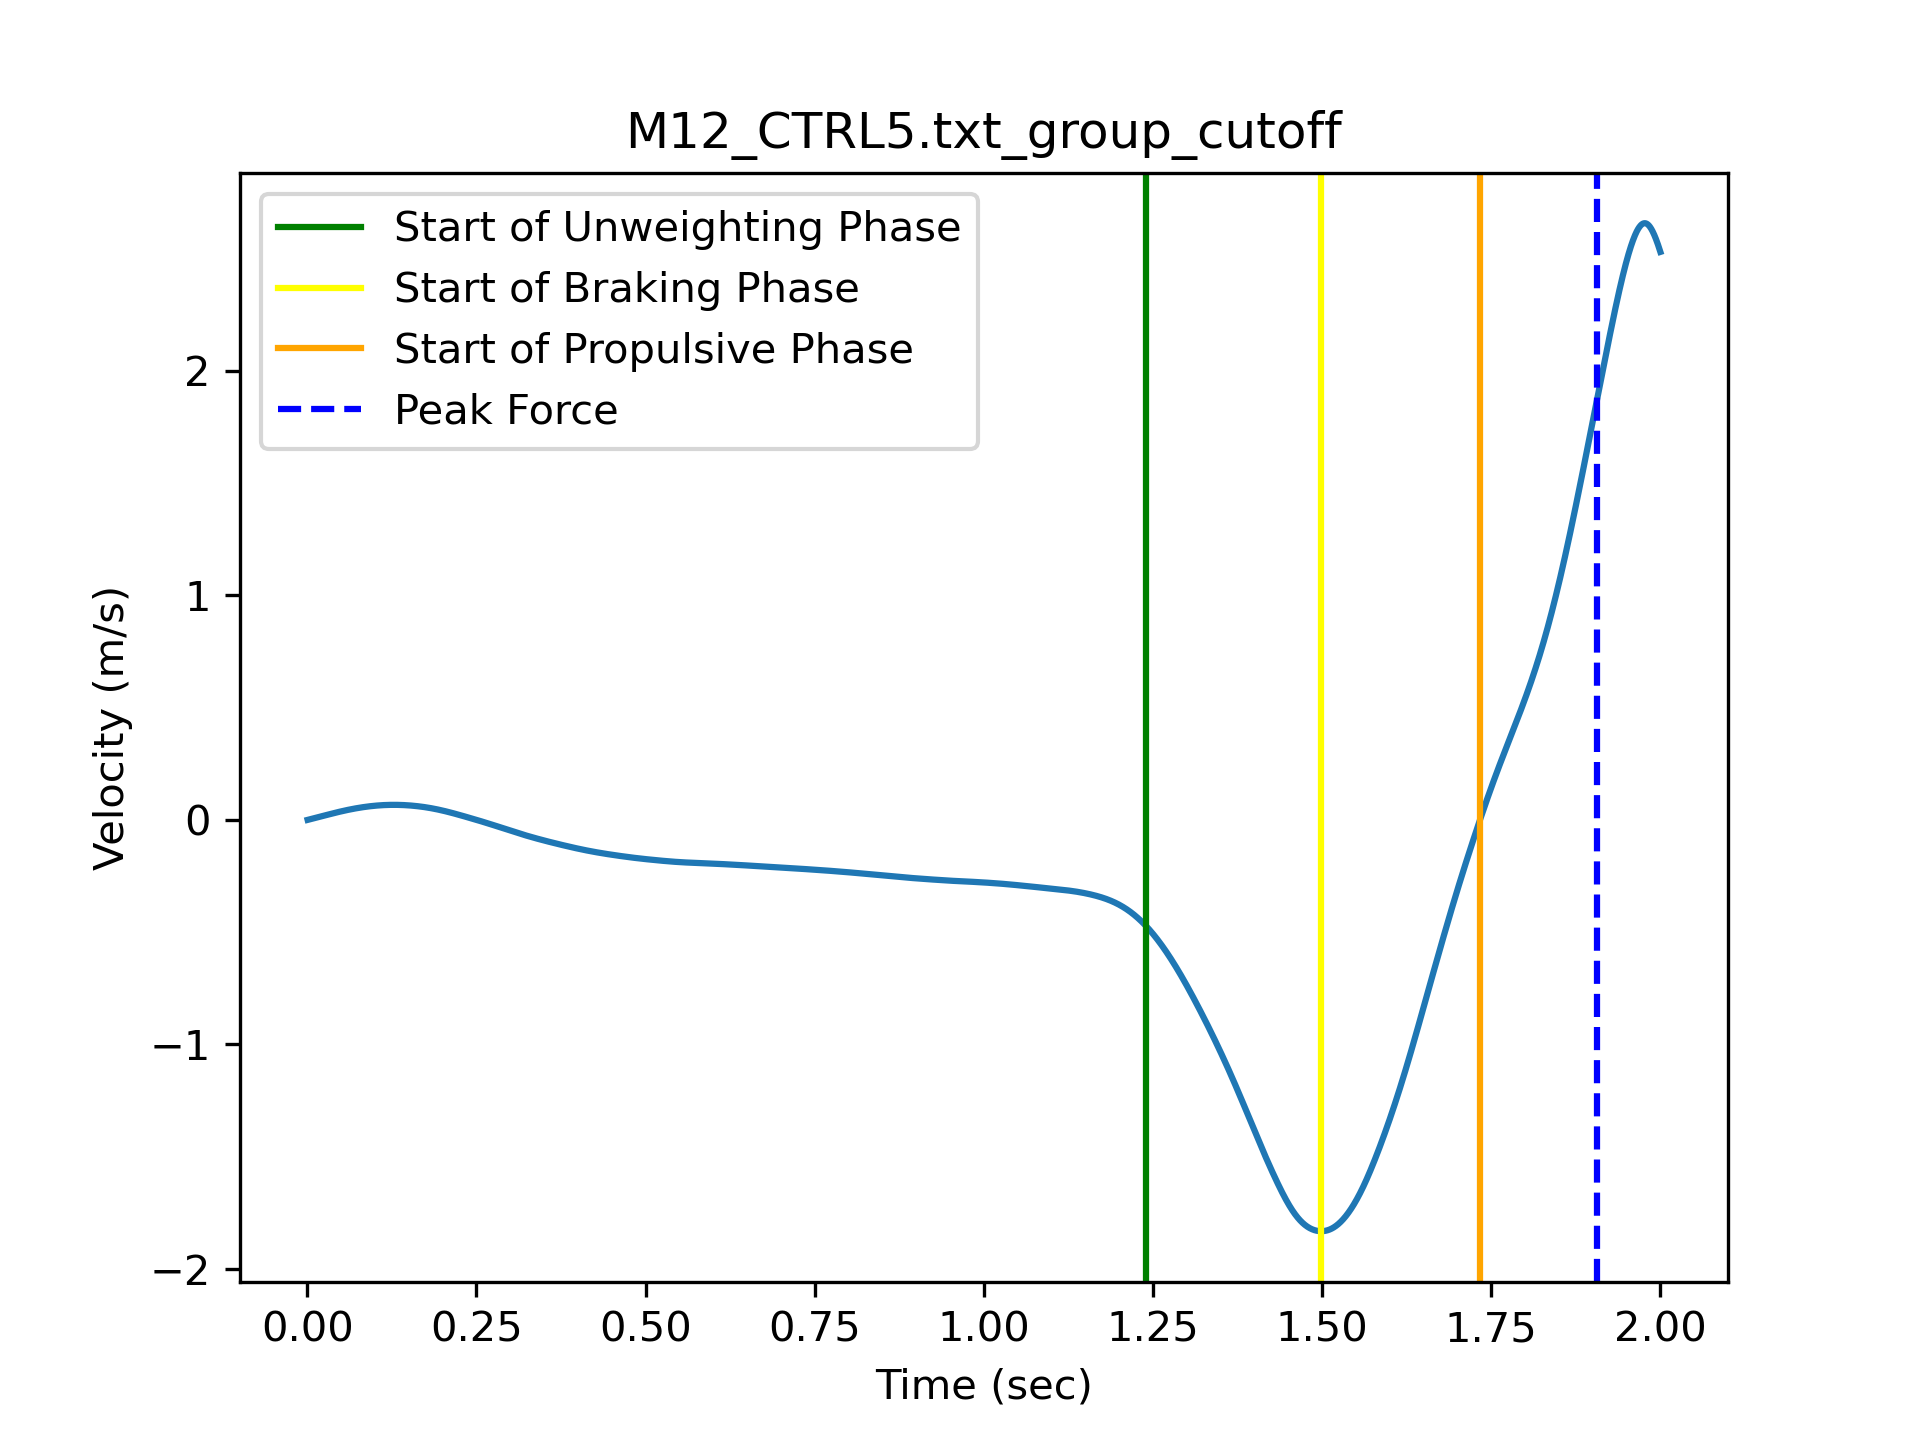 M12_CTRL5.txt_group_cutoff
Start of Unweighting Phase
Start of Braking Phase
Start of Propulsive Phase
Peak Force
Velocity (m/s)
2
1
0
−1
−2
0.00 0.25 0.50 0.75 1.00 1.25 1.50 1.75 2.00
Time (sec)